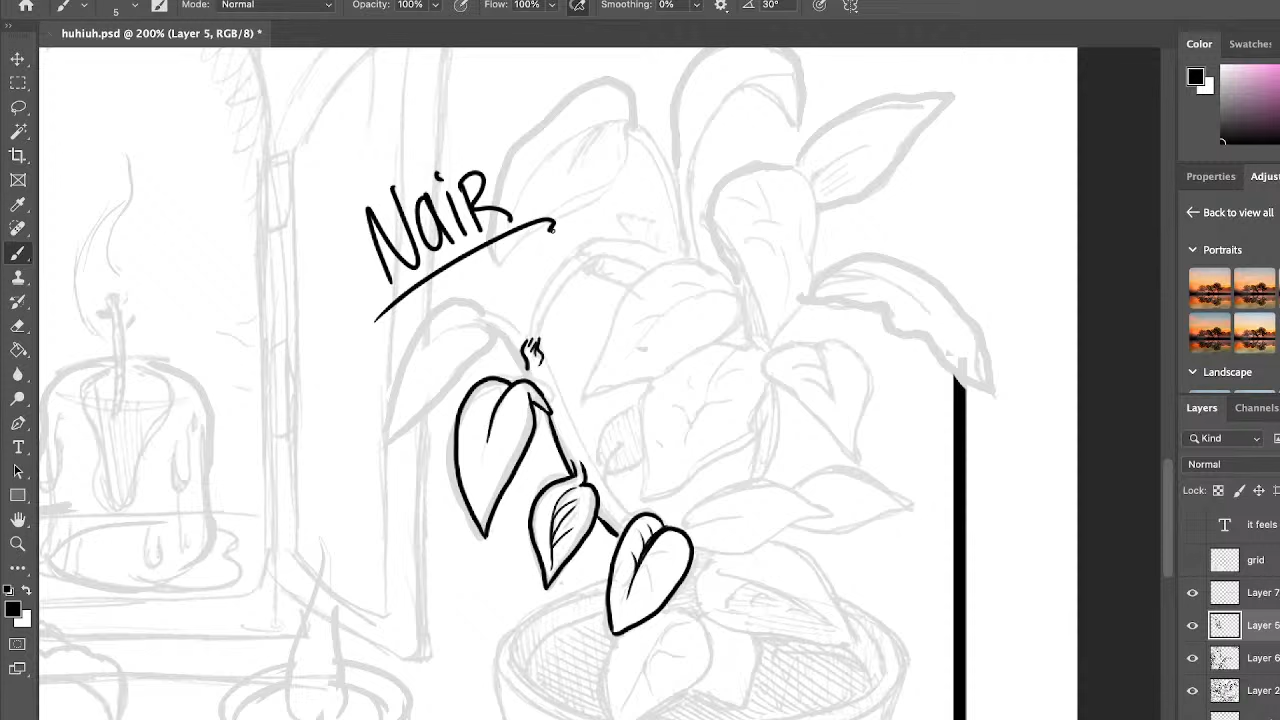 5 Mode: Normal Opacity: 100% Flow: 100% Smoothing: 0% 30°
huhiuh.psd @ 200% (Layer 5, RGB/8) *
Color Swatches
Nair
Properties Adjus
Back to view all
Portraits
Landscape
Layers Channels
Kind
Normal
Lock:
T it feels
grid
Layer 7
Layer 5
Layer 6
Layer 2